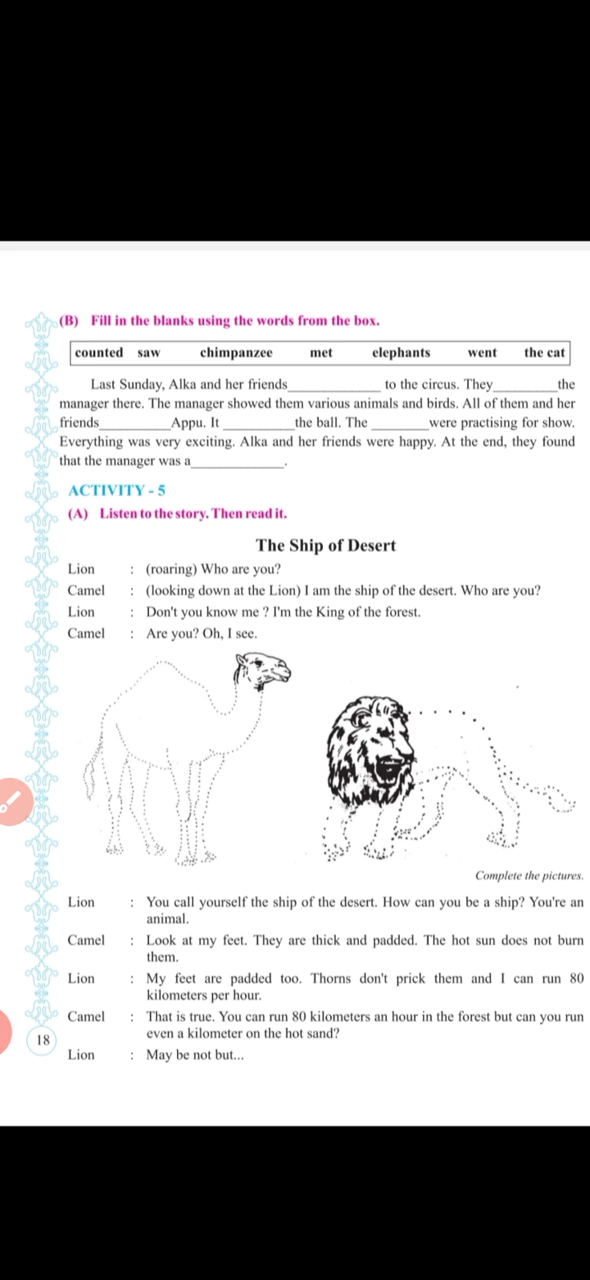 (B) Fill in the blanks using the words from the box.
counted saw chimpanzee met elephants went the cat
Last Sunday, Alka and her friends____________ to the circus. They________the
manager there. The manager showed them various animals and birds. All of them and her
friends_________Appu. It _________the ball. The _______were practising for show.
Everything was very exciting. Alka and her friends were happy. At the end, they found
that the manager was a____________.
ACTIVITY - 5
(A) Listen to the story. Then read it.
The Ship of Desert
Lion : (roaring) Who are you?
Camel : (looking down at the Lion) I am the ship of the desert. Who are you?
Lion : Don't you know me ? I'm the King of the forest.
Camel : Are you? Oh, I see.
Complete the pictures.
Lion : You call yourself the ship of the desert. How can you be a ship? You're an
animal.
Camel : Look at my feet. They are thick and padded. The hot sun does not burn
them.
Lion : My feet are padded too. Thorns don't prick them and I can run 80
kilometers per hour.
Camel : That is true. You can run 80 kilometers an hour in the forest but can you run
even a kilometer on the hot sand?
18
Lion : May be not but...